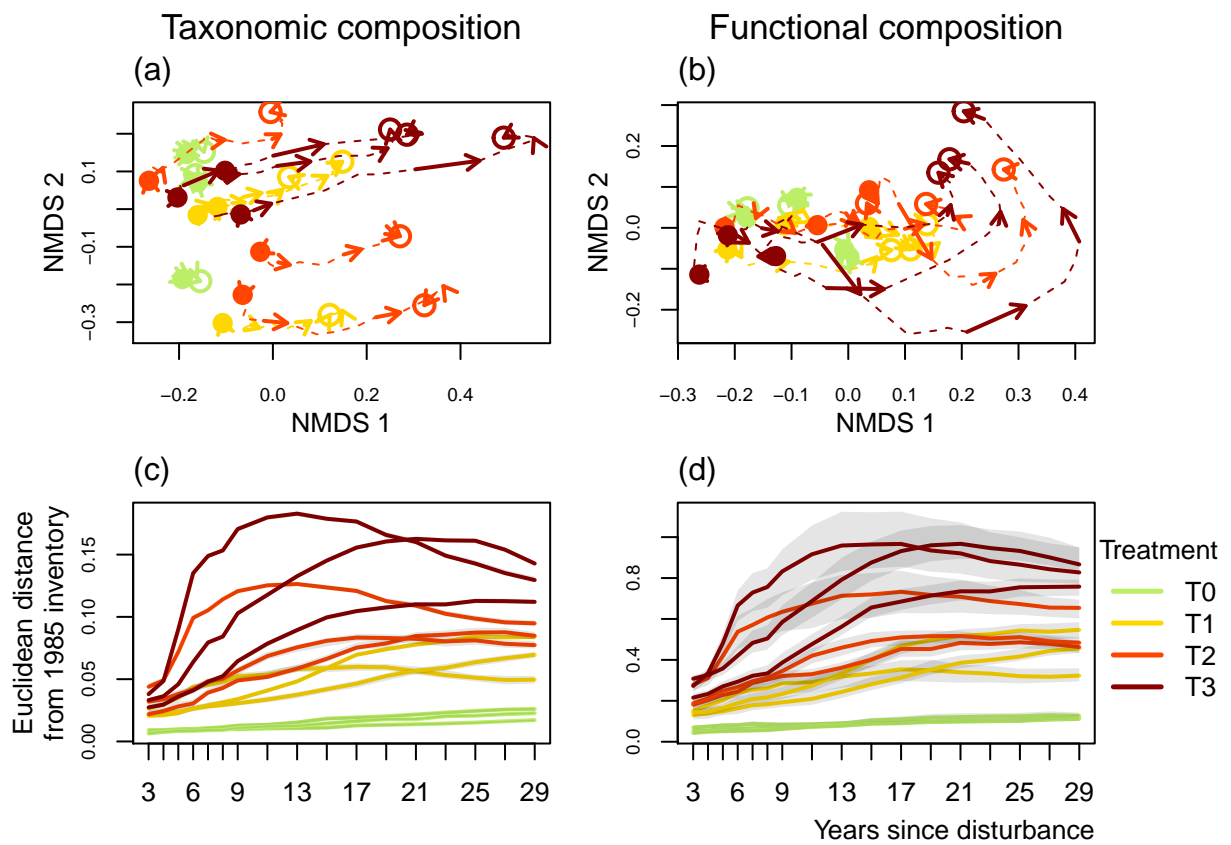 Taxonomic composition
Functional composition
(a)
(b)
NMDS 2
0.1
−0.1
−0.3
−0.2
0.0
0.2
0.4
NMDS 1
NMDS 2
0.2
0.0
−0.2
−0.3
−0.2
−0.1
0.0
0.1
0.2
0.3
0.4
NMDS 1
(c)
(d)
Euclidean distance
from 1985 inventory
0.15
0.10
0.05
0.00
3
6
9
13
17
21
25
29
0.8
0.4
0.0
3
6
9
13
17
21
25
29
Years since disturbance
Treatment
T0
T1
T2
T3